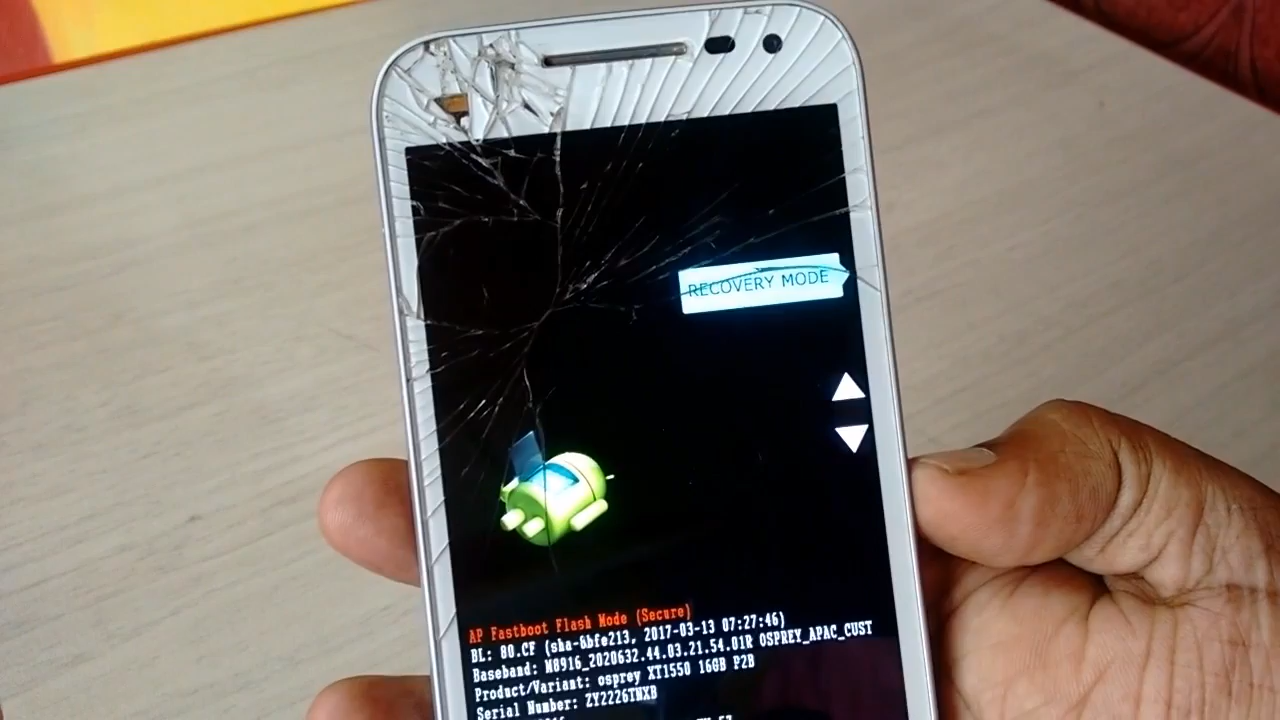 RECOVERY MODE
AP Fastboot Flash Mode (Secure)
BL: 80.CF (sha-6bfe213, 2017-03-13 07:27:46)
Baseband: M8916_2020632.44.03.21.54.01R OSPREY_APAC_CUST
Product/Variant: osprey XT1550 16GB P2B
Serial Number: ZY2226TNXB